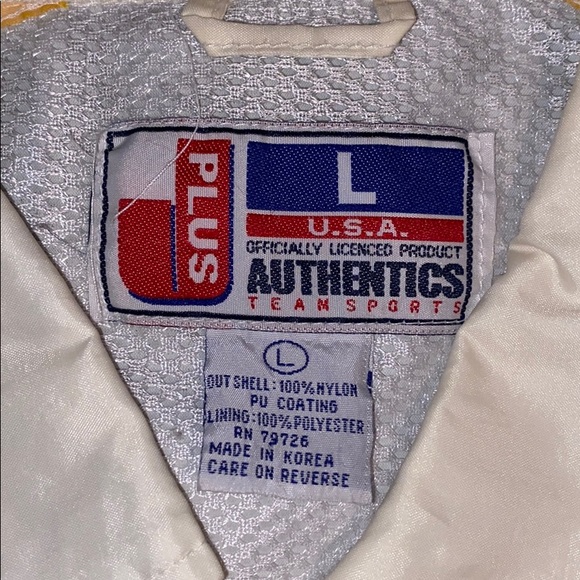 J PLUS
L
U.S.A.
OFFICIALLY LICENCED PRODUCT
AUTHENTICS
TEAM SPORTS
L
OUT SHELL:100%NYLON
PU COATING
LINING:100%POLYESTER
RN 79726
MADE IN KOREA
CARE ON REVERSE